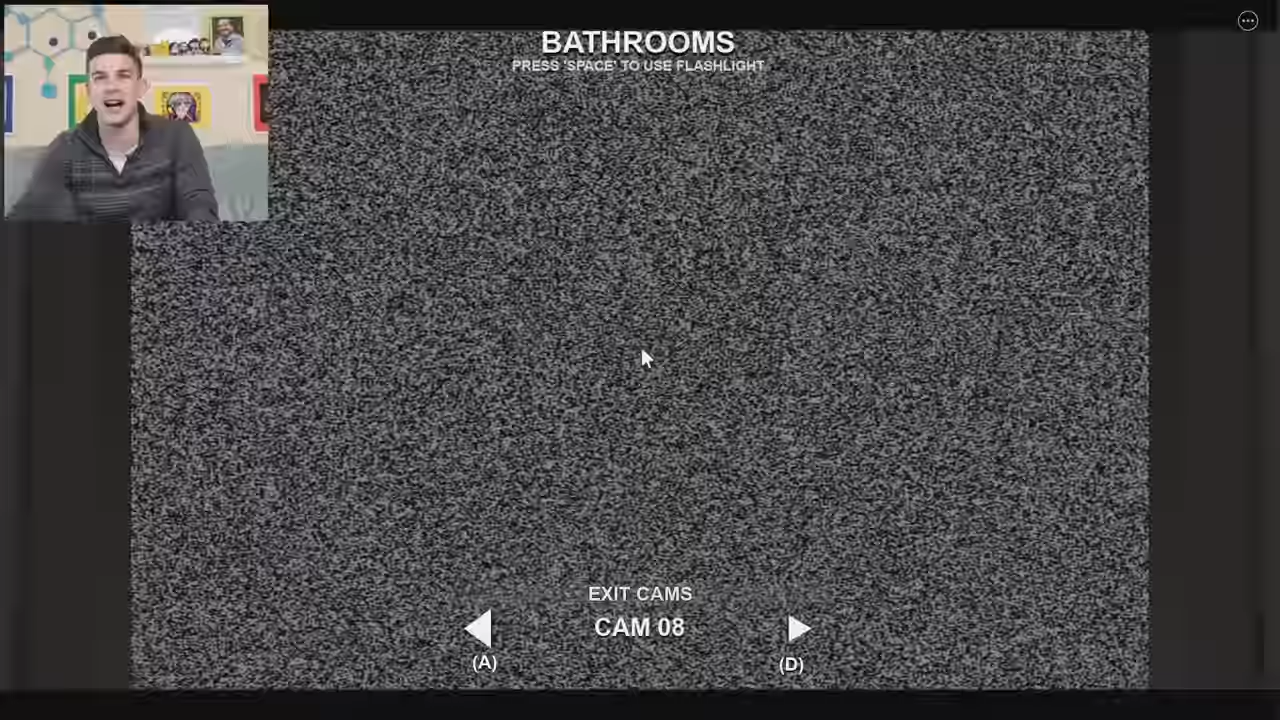 BATHROOMS
PRESS 'SPACE' TO USE FLASHLIGHT
EXIT CAMS
CAM 08
(A)
(D)